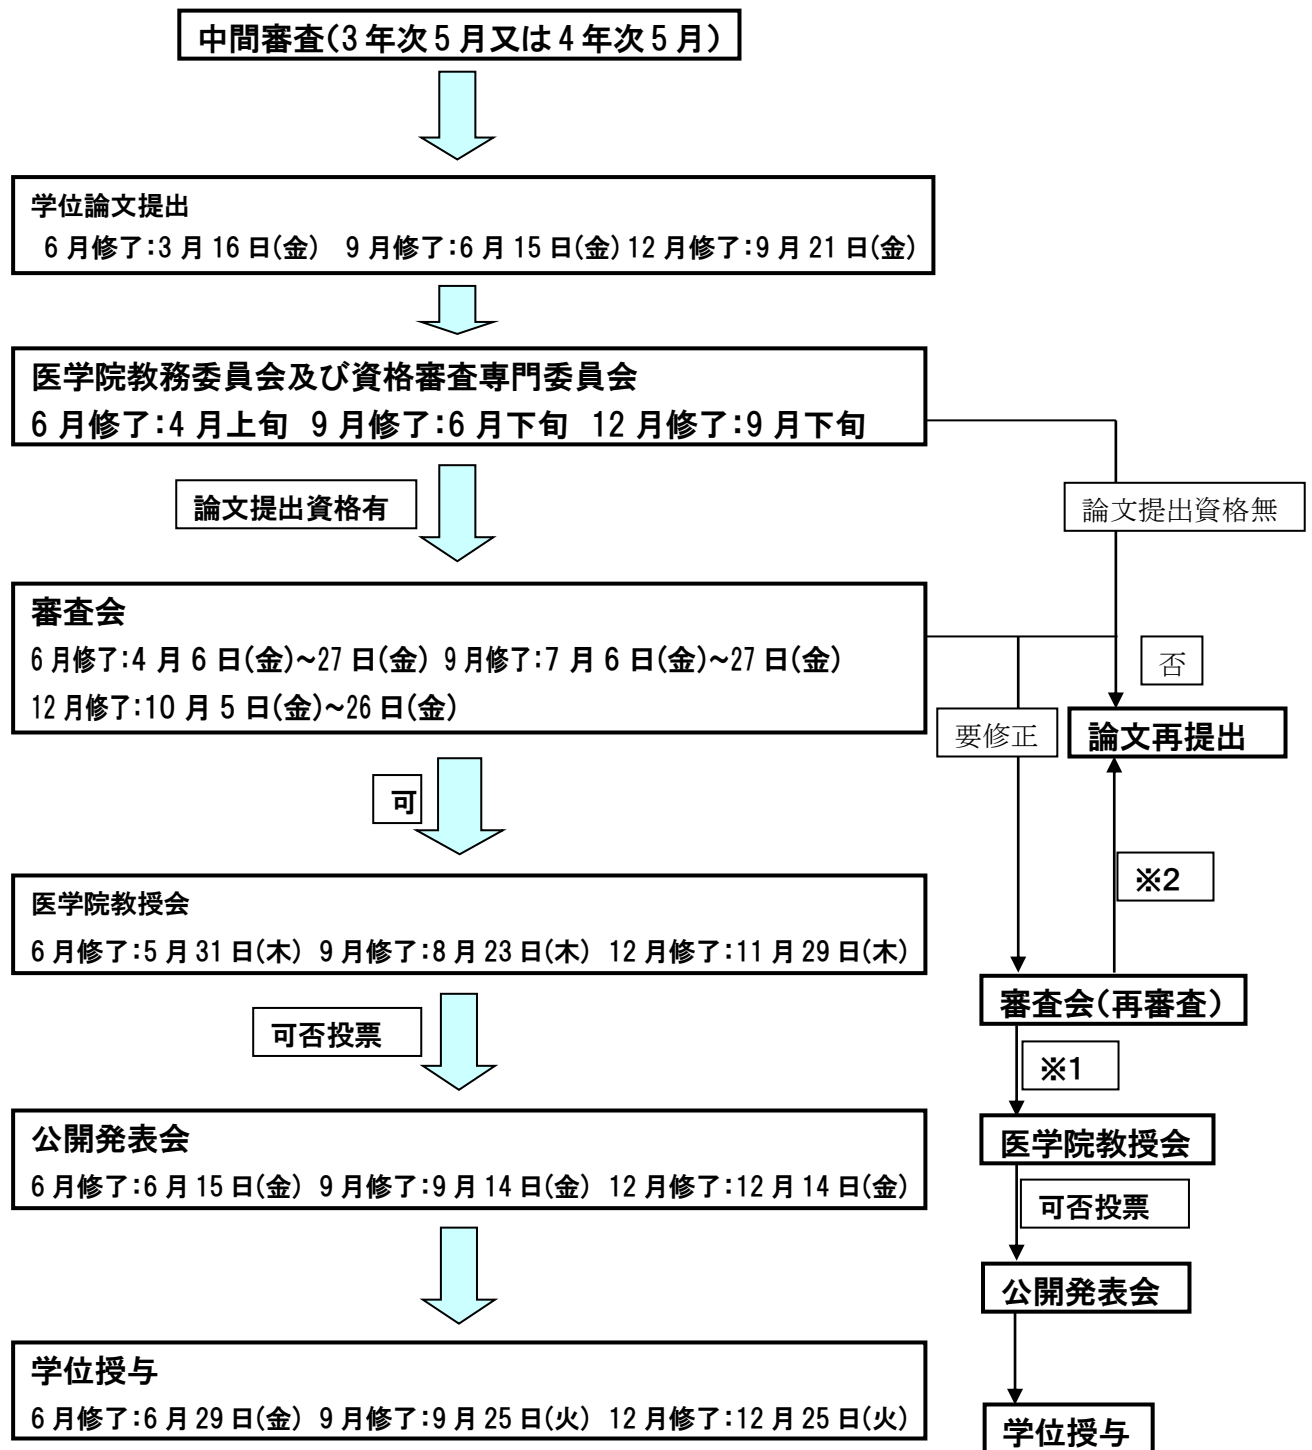 中間審査(3年次5月又は4年次5月)
学位論文提出
6月修了:3月16日(金) 9月修了:6月15日(金) 12月修了:9月21日(金)
医学院教務委員会及び資格審査専門委員会
6月修了:4月上旬 9月修了:6月下旬 12月修了:9月下旬
論文提出資格有
論文提出資格無
審査会
6月修了:4月6日(金)~27日(金) 9月修了:7月6日(金)~27日(金)
12月修了:10月5日(金)~26日(金)
否
要修正
論文再提出
可
※2
医学院教授会
6月修了:5月31日(木) 9月修了:8月23日(木) 12月修了:11月29日(木)
審査会(再審査)
可否投票
※1
公開発表会
6月修了:6月15日(金) 9月修了:9月14日(金) 12月修了:12月14日(金)
医学院教授会
可否投票
公開発表会
学位授与
6月修了:6月29日(金) 9月修了:9月25日(火) 12月修了:12月25日(火)
学位授与